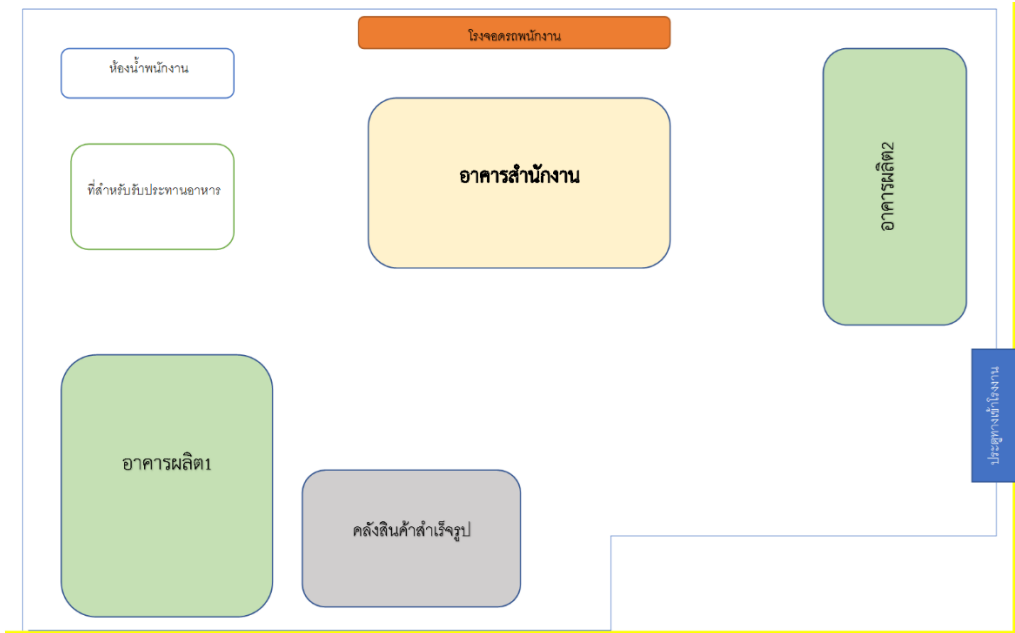 โรงจอดรถพนักงาน
ห้องน้ำพนักงาน
อาคารสำนักงาน
อาคารผลิต2
ที่สำหรับรับประทานอาหาร
ประตูทางเข้าโรงงาน
อาคารผลิต1
คลังสินค้าสำเร็จรูป